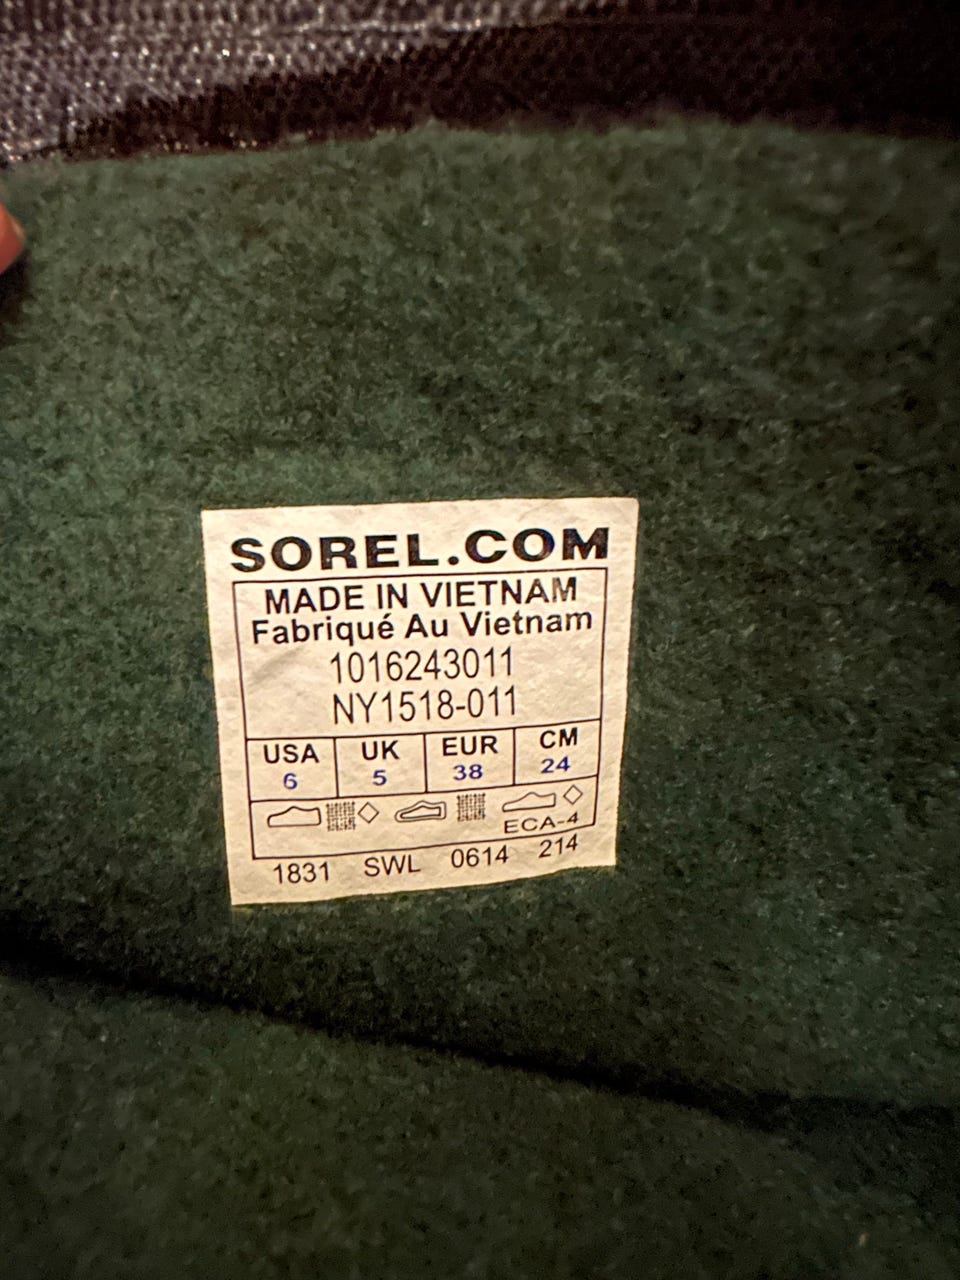 SOREL.COM
MADE IN VIETNAM
Fabriqué Au Vietnam
1016243011
NY1518-011
USA UK EUR CM
6 5 38 24
ECA-4
1831 SWL 0614 214